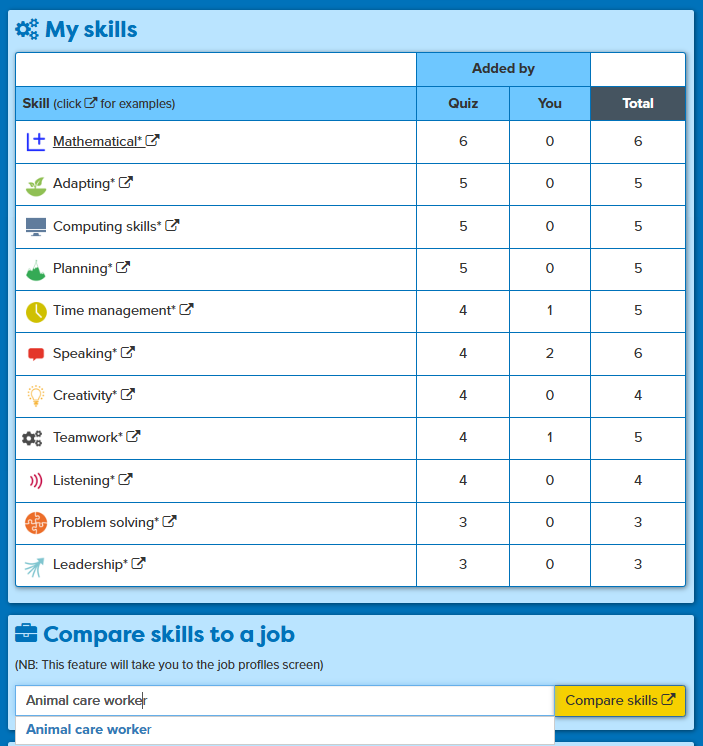 My skills
Added by
Skill (click for examples) Quiz You Total
Mathematical* 6 0 6
Adapting* 5 0 5
Computing skills* 5 0 5
Planning* 5 0 5
Time management* 4 1 5
Speaking* 4 2 6
Creativity* 4 0 4
Teamwork* 4 1 5
Listening* 4 0 4
Problem solving* 3 0 3
Leadership* 3 0 3
Compare skills to a job
(NB: This feature will take you to the job profiles screen)
Animal care worker Compare skills
Animal care worker